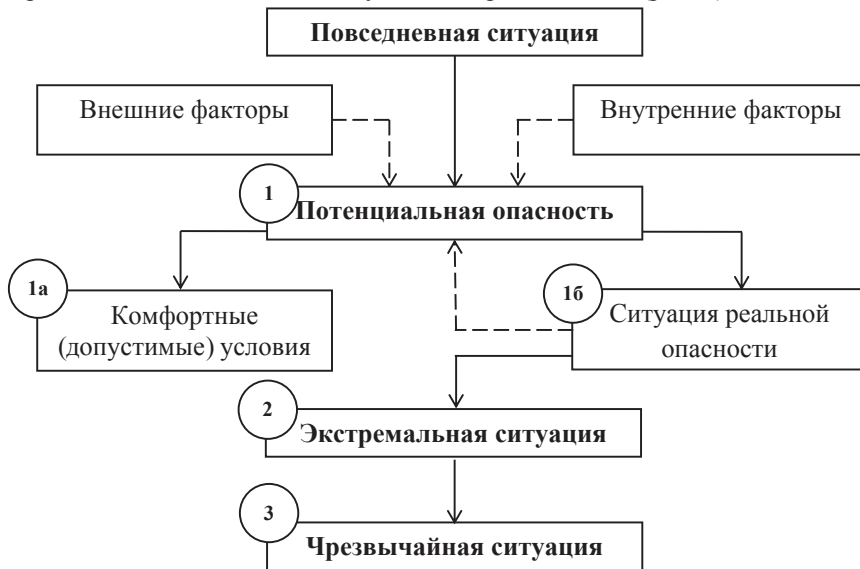 Повседневная ситуация
Внешние факторы
Внутренние факторы
1
Потенциальная опасность
1а
Комфортные
(допустимые) условия
1б
Ситуация реальной
опасности
2
Экстремальная ситуация
3
Чрезвычайная ситуация